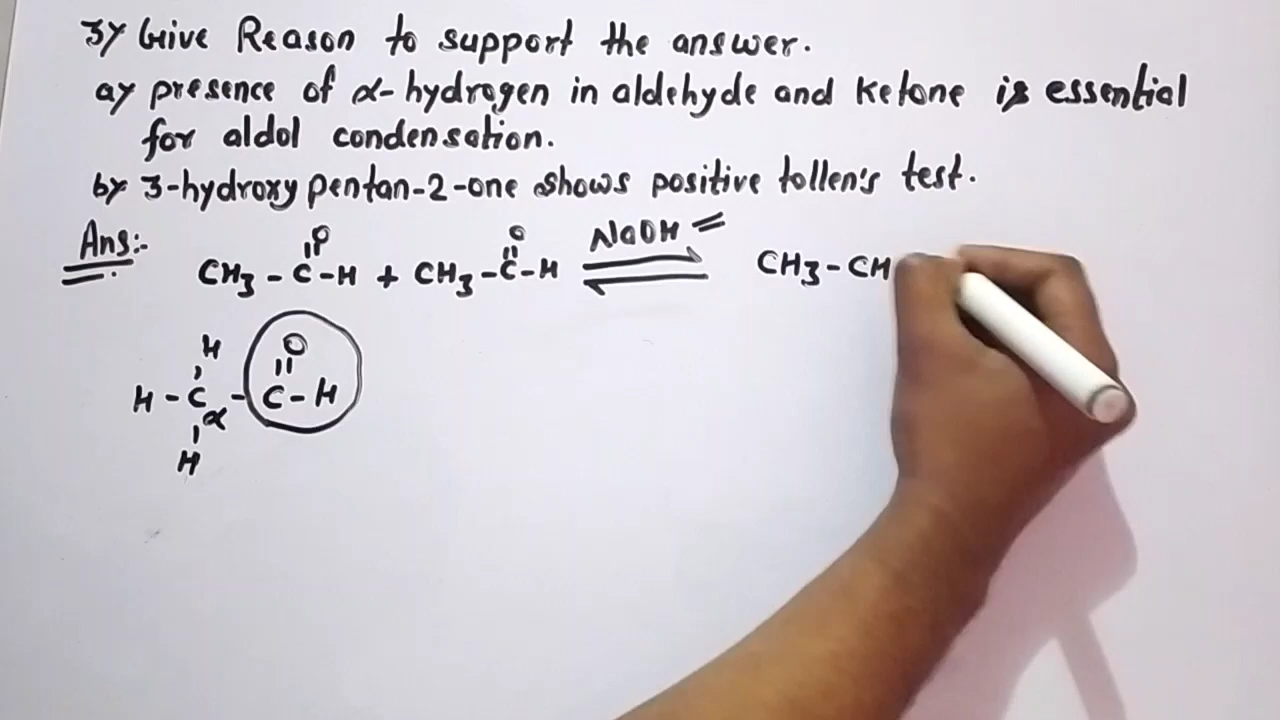 3) Give Reason to support the answer.
a) presence of α-hydrogen in aldehyde and ketone is essential
for aldol condensation.
b) 3-hydroxy pentan-2-one shows positive tollen's test.
Ans:-
O O NaOH
CH3 - C - H + CH3 - C - H ⇌ CH3 - CH
H O
H - C - C - H
α
H